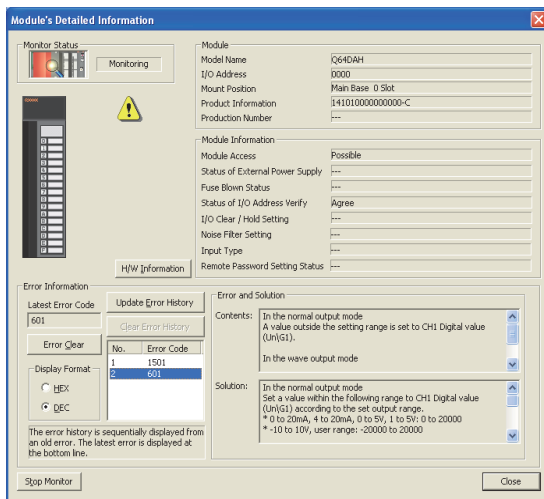 Module's Detailed Information
Monitor Status
Monitoring
Module
Model Name Q64DAH
I/O Address 0000
Mount Position Main Base 0 Slot
Product Information 141010000000000-C
Production Number ---
Module Information
Module Access Possible
Status of External Power Supply ---
Fuse Blown Status ---
Status of I/O Address Verify Agree
I/O Clear / Hold Setting ---
Noise Filter Setting ---
Input Type ---
Remote Password Setting Status ---
H/W Information
Error Information
Latest Error Code
601
Error Clear
Display Format
HEX
DEC
Update Error History
Clear Error History
No. Error Code
1 1501
2 601
The error history is sequentially displayed from
an old error. The latest error is displayed at
the bottom line.
Error and Solution
Contents:
In the normal output mode
A value outside the setting range is set to CH1 Digital value
(Un\G1).
In the wave output mode
Solution:
In the normal output mode
Set a value within the following range to CH1 Digital value
(Un\G1) according to the set output range.
* 0 to 20mA, 4 to 20mA, 0 to 5V, 1 to 5V: 0 to 20000
* -10 to 10V, user range: -20000 to 20000
Stop Monitor
Close